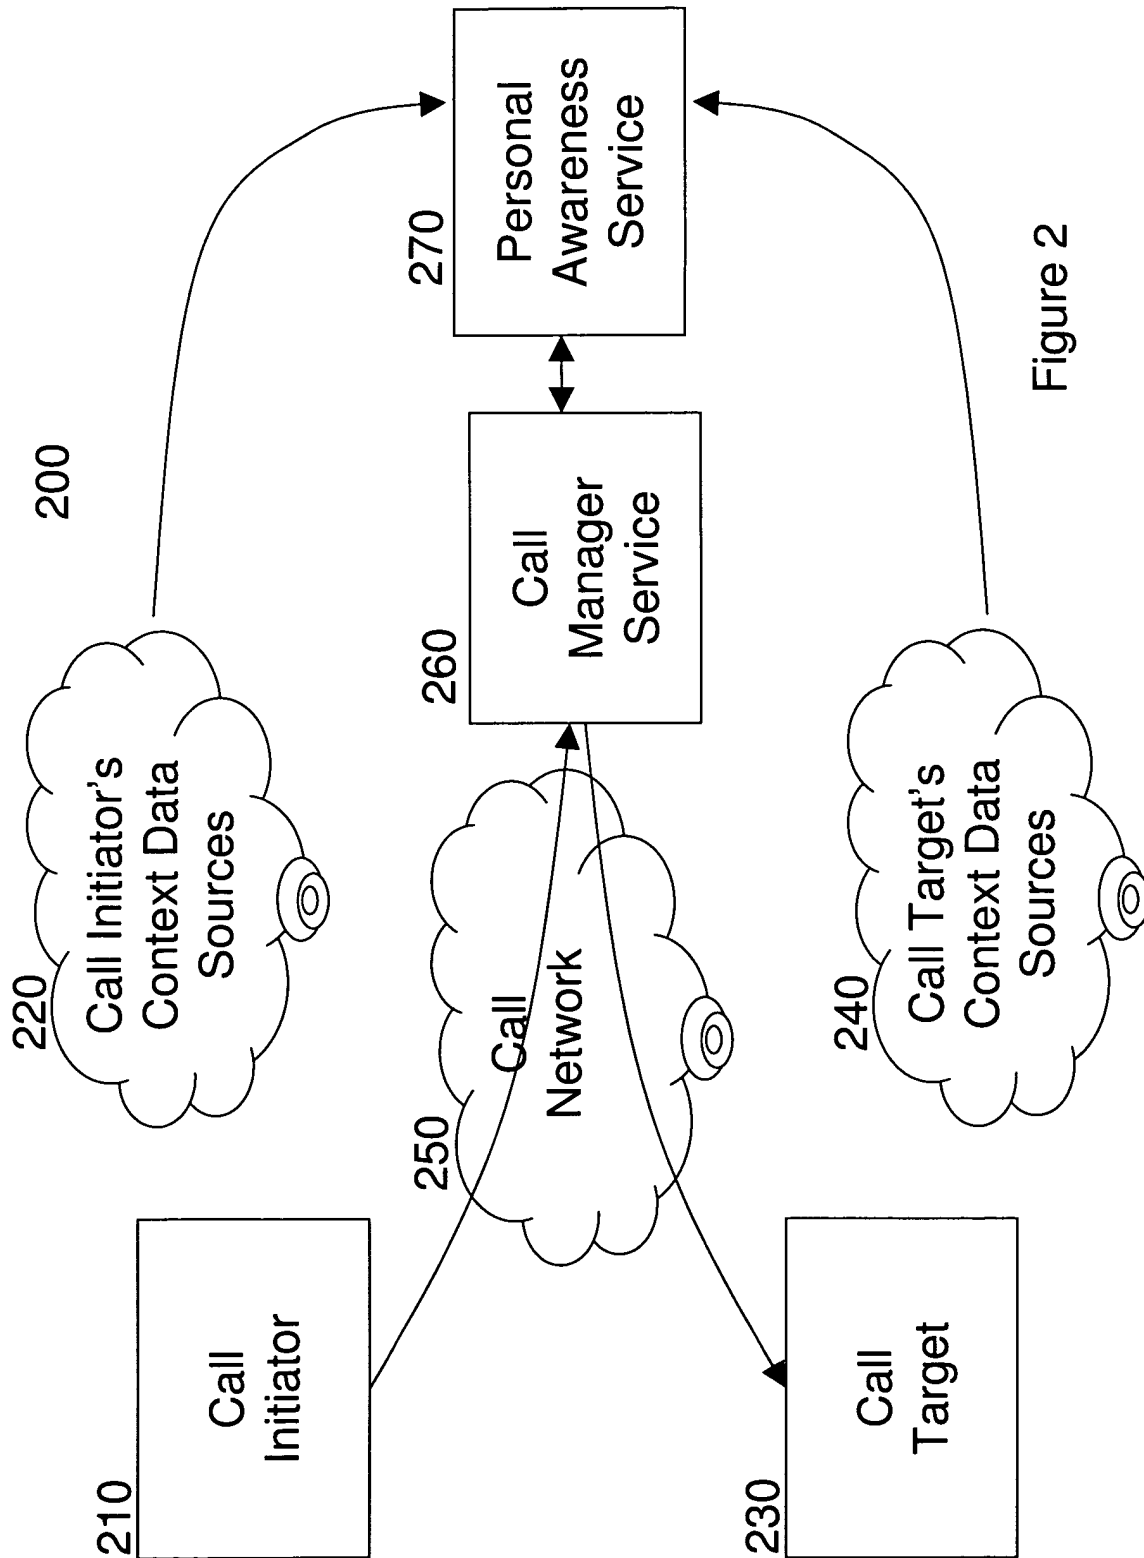 200
220
Call Initiator's
Context Data
Sources
210
Call
Initiator
250
Call
Network
260
Call
Manager
Service
270
Personal
Awareness
Service
230
Call
Target
240
Call Target's
Context Data
Sources
Figure 2